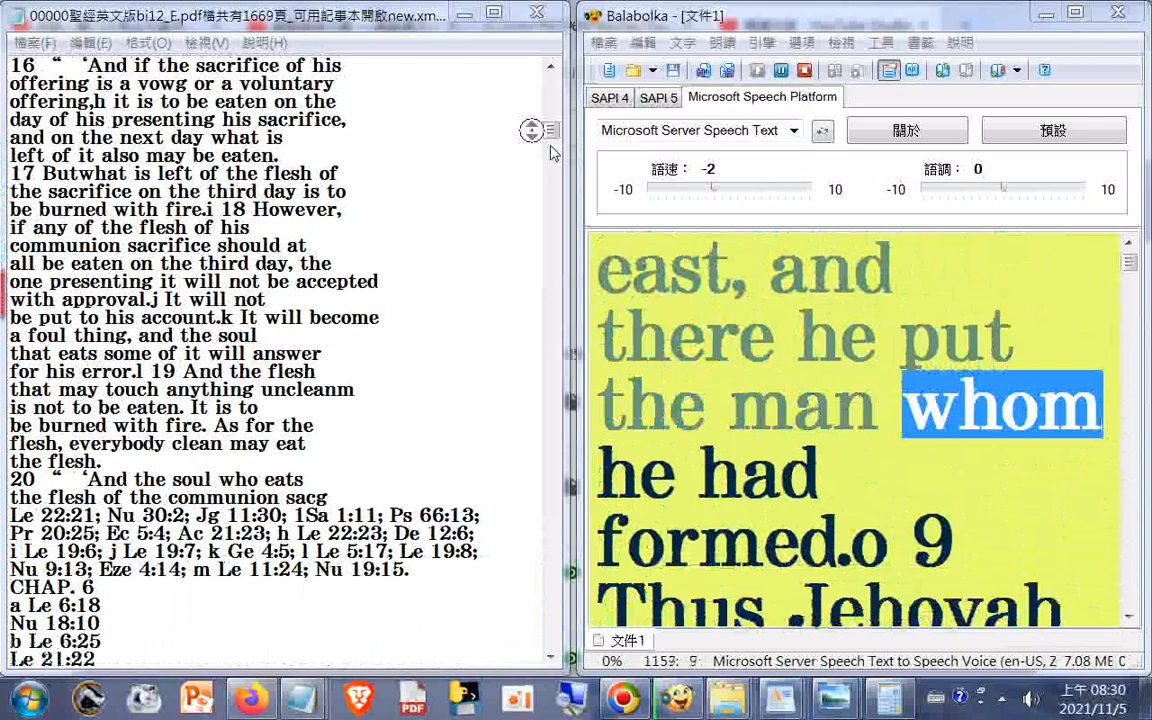 00000聖經英文版bi12_E.pdf檔共有1669頁_可用記事本開啟new.xm...
檔案(F) 編輯(E) 格式(O) 檢視(V) 說明(H)
16 “ ‘And if the sacrifice of his
offering is a vowg or a voluntary
offering,h it is to be eaten on the
day of his presenting his sacrifice,
and on the next day what is
left of it also may be eaten.
17 Butwhat is left of the flesh of
the sacrifice on the third day is to
be burned with fire.i 18 However,
if any of the flesh of his
communion sacrifice should at
all be eaten on the third day, the
one presenting it will not be accepted
with approval.j It will not
be put to his account.k It will become
a foul thing, and the soul
that eats some of it will answer
for his error.l 19 And the flesh
that may touch anything uncleanm
is not to be eaten. It is to
be burned with fire. As for the
flesh, everybody clean may eat
the flesh.
20 “ ‘And the soul who eats
the flesh of the communion sacg
Le 22:21; Nu 30:2; Jg 11:30; 1Sa 1:11; Ps 66:13;
Pr 20:25; Ec 5:4; Ac 21:23; h Le 22:23; De 12:6;
i Le 19:6; j Le 19:7; k Ge 4:5; l Le 5:17; Le 19:8;
Nu 9:13; Eze 4:14; m Le 11:24; Nu 19:15.
CHAP. 6
a Le 6:18
Nu 18:10
b Le 6:25
Le 21:22
Balabolka - [文件1]
檔案 編輯 文字 朗讀 引擎 選項 檢視 工具 書籤 說明
SAPI 4 SAPI 5 Microsoft Speech Platform
Microsoft Server Speech Text 關於 預設
語速： -2 語調： 0
-10 10 -10 10
east, and
there he put
the man whom
he had
formed.o 9
Thus Jehovah
文件1
0% 1159: 9 Microsoft Server Speech Text to Speech Voice (en-US, Z 7.08 MB
PDF
上午 08:30
2021/11/5